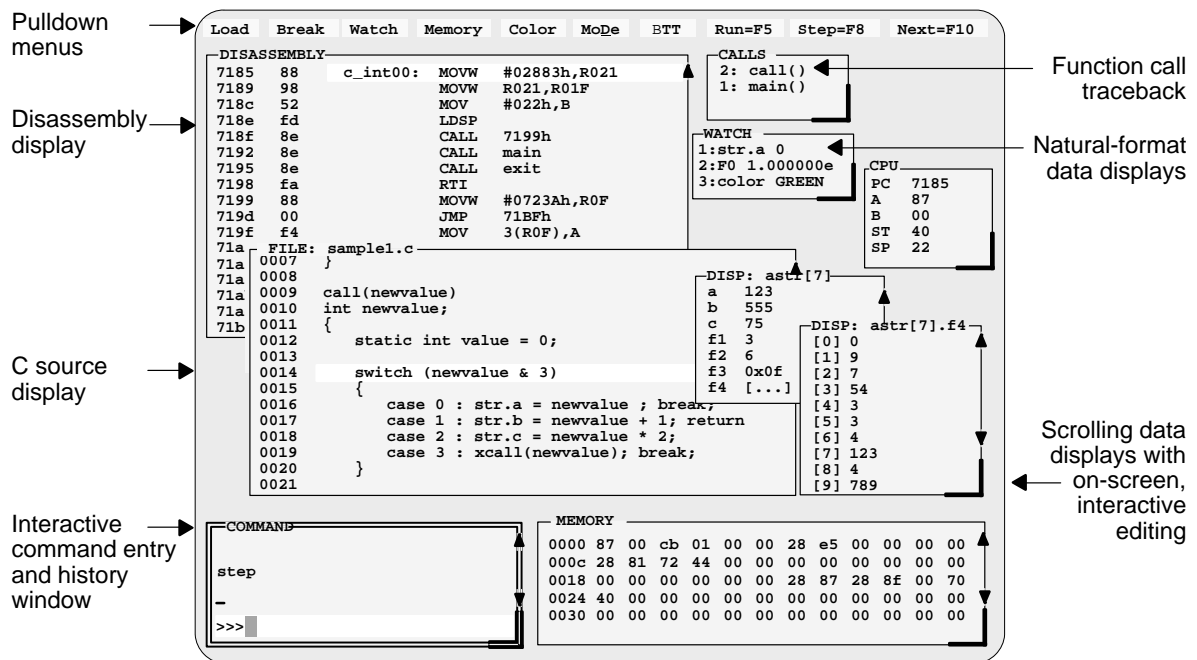 Pulldown menus
Load Break Watch Memory Color MoDe BTT Run=F5 Step=F8 Next=F10
Disassembly display
DISASSEMBLY
7185 88 c_int00: MOVW #02883h,R021
7189 98 MOVW R021,R01F
718c 52 MOV #022h,B
718e fd LDSP
718f 8e CALL 7199h
7192 8e CALL main
7195 8e CALL exit
7198 fa RTI
7199 88 MOVW #0723Ah,R0F
719d 00 JMP 71BFh
719f f4 MOV 3(R0F),A
71a
71a
71a
71a
71a
71b
CALLS
2: call()
1: main()
Function call traceback
WATCH
1:str.a 0
2:F0 1.000000e
3:color GREEN
Natural-format data displays
CPU
PC 7185
A 87
B 00
ST 40
SP 22
C source display
FILE: sample1.c
0007 }
0008
0009 call(newvalue)
0010 int newvalue;
0011 {
0012 static int value = 0;
0013
0014 switch (newvalue & 3)
0015 {
0016 case 0 : str.a = newvalue ; break;
0017 case 1 : str.b = newvalue + 1; return
0018 case 2 : str.c = newvalue * 2;
0019 case 3 : xcall(newvalue); break;
0020 }
0021
DISP: astr[7]
a 123
b 555
c 75
f1 3
f2 6
f3 0x0f
f4 [...]
DISP: astr[7].f4
[0] 0
[1] 9
[2] 7
[3] 54
[4] 3
[5] 3
[6] 4
[7] 123
[8] 4
[9] 789
Scrolling data displays with on-screen, interactive editing
Interactive command entry and history window
COMMAND
step
_
>>>
MEMORY
0000 87 00 cb 01 00 00 28 e5 00 00 00 00
000c 28 81 72 44 00 00 00 00 00 00 00 00
0018 00 00 00 00 00 00 28 87 28 8f 00 70
0024 40 00 00 00 00 00 00 00 00 00 00 00
0030 00 00 00 00 00 00 00 00 00 00 00 00